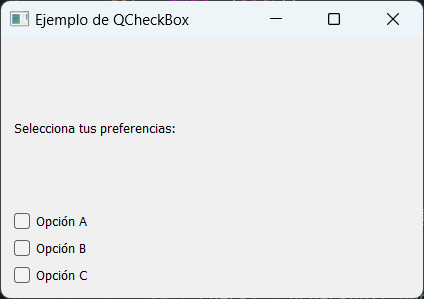 Ejemplo de QCheckBox
Selecciona tus preferencias:
Opción A
Opción B
Opción C